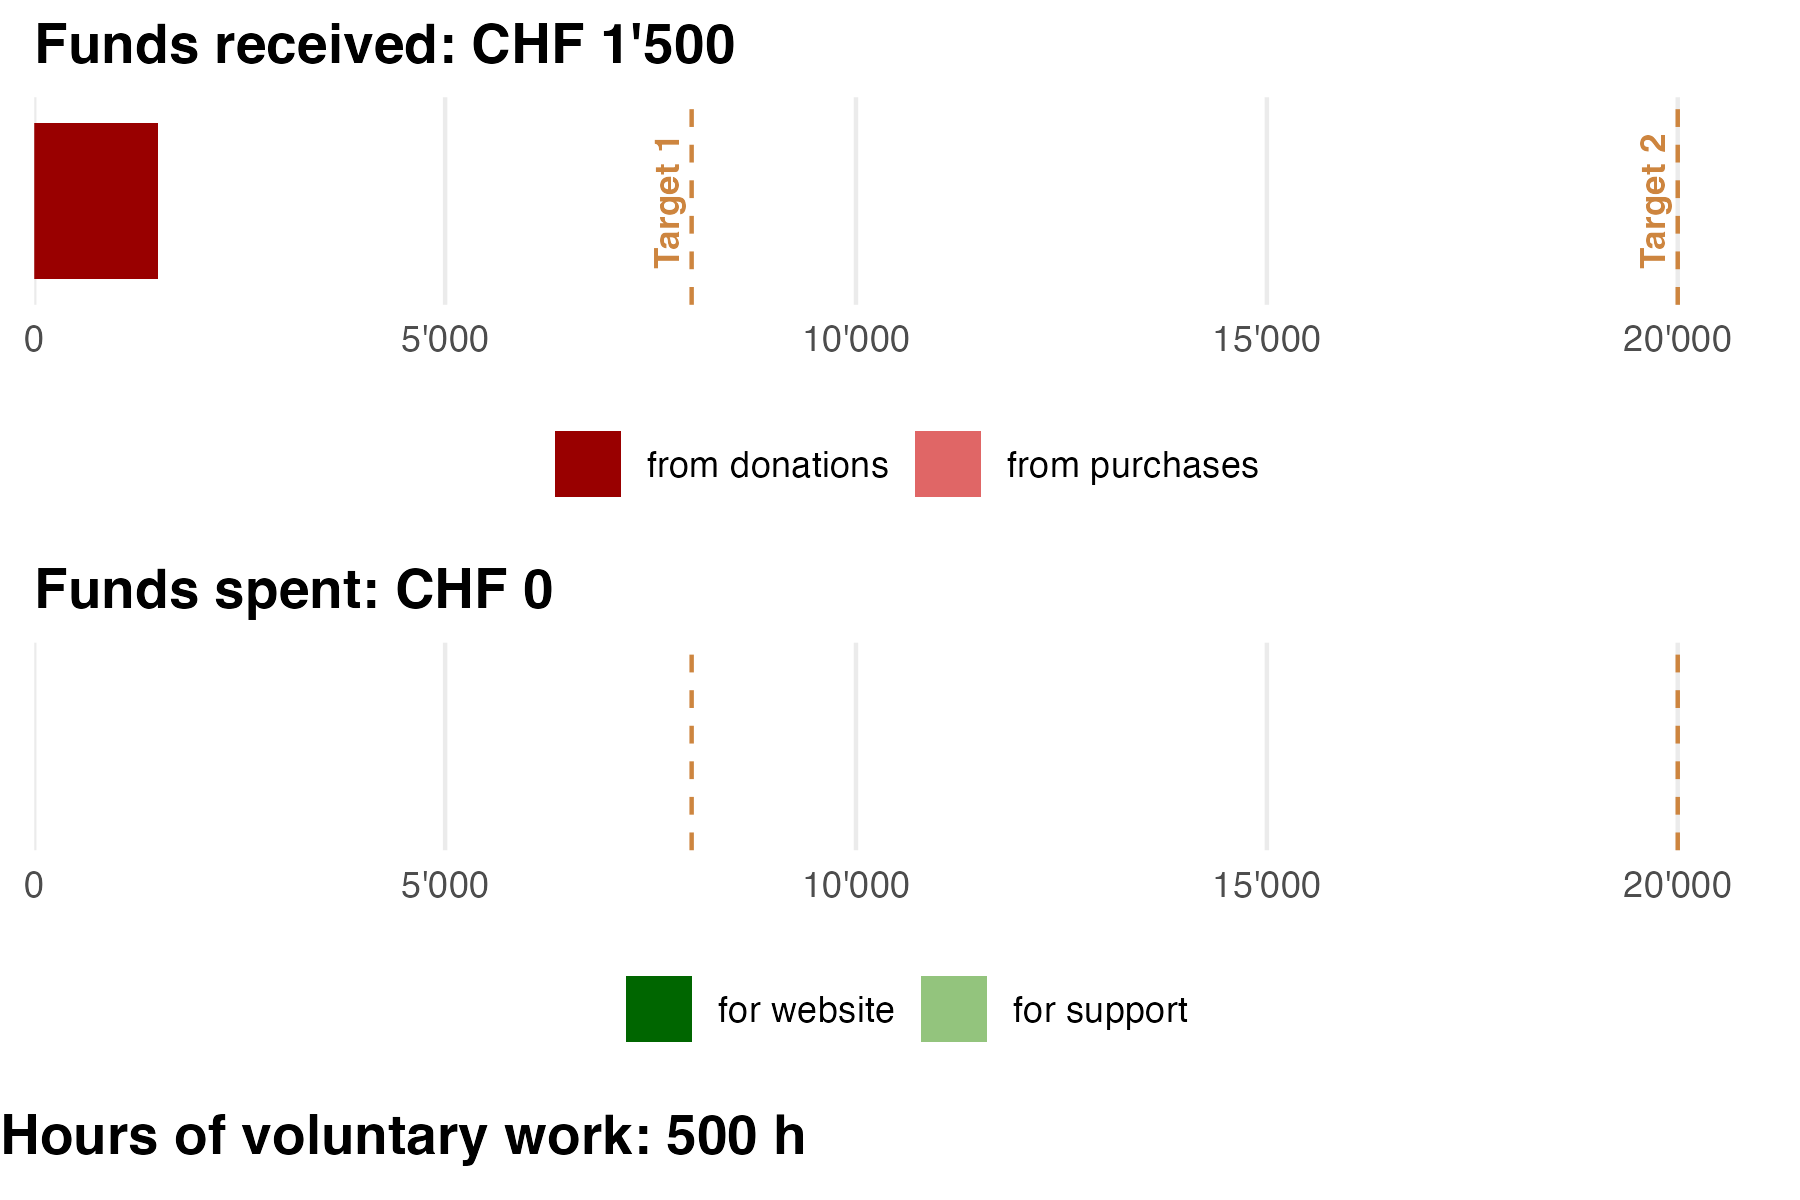 Funds received: CHF 1'500
Target 1
Target 2
0 5'000 10'000 15'000 20'000
from donations from purchases
Funds spent: CHF 0
0 5'000 10'000 15'000 20'000
for website for support
Hours of voluntary work: 500 h